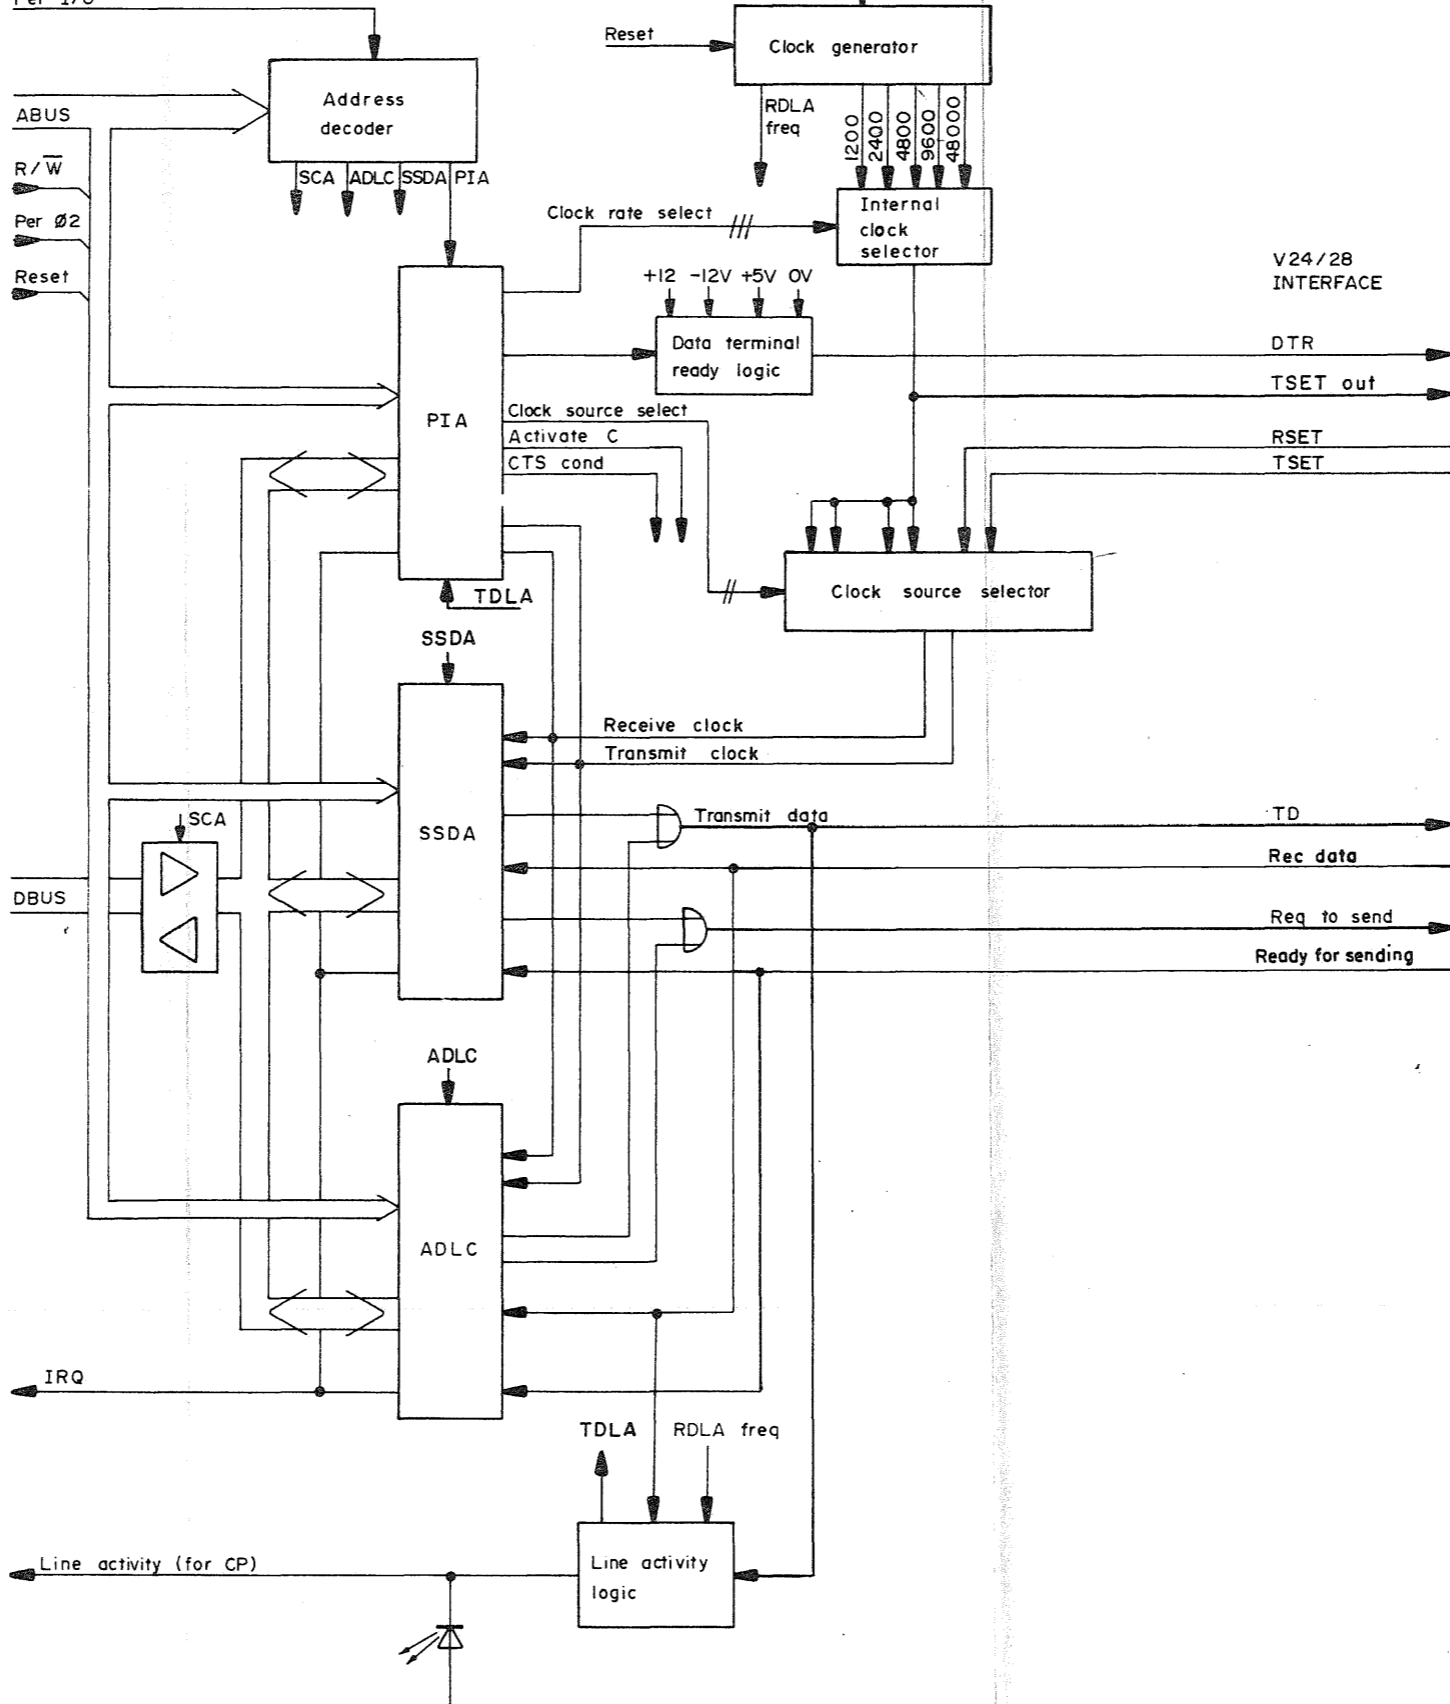 Per I/O
Reset
Clock generator
Address
decoder
ABUS
RDLA
freq
1200
2400
4800
9600
48000
R/W̅
SCA
ADLC
SSDA
PIA
Per Ø2
Clock rate select
Internal
clock
selector
Reset
+12 -12V +5V 0V
V24/28
INTERFACE
Data terminal
ready logic
DTR
TSET out
PIA
Clock source select
Activate C
CTS cond
RSET
TSET
TDLA
Clock source selector
SSDA
Receive clock
Transmit clock
SCA
SSDA
Transmit data
TD
Rec data
DBUS
Req to send
Ready for sending
ADLC
ADLC
IRQ
TDLA
RDLA freq
Line activity (for CP)
Line activity
logic